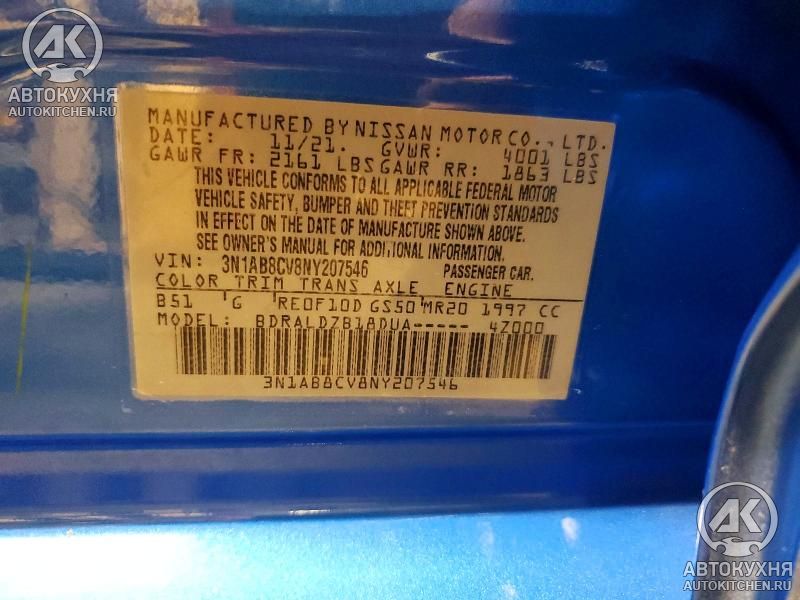 АК
АВТОКУХНЯ
AUTOKITCHEN.RU
MANUFACTURED BY NISSAN MOTOR CO., LTD.
DATE: 11/21. GVWR: 4001 LBS
GAWR FR: 2161 LBS GAWR RR: 1863 LBS
THIS VEHICLE CONFORMS TO ALL APPLICABLE FEDERAL MOTOR
VEHICLE SAFETY, BUMPER AND THEFT PREVENTION STANDARDS
IN EFFECT ON THE DATE OF MANUFACTURE SHOWN ABOVE.
SEE OWNER'S MANUAL FOR ADDITIONAL INFORMATION.
VIN: 3N1AB8CV8NY207546 PASSENGER CAR.
COLOR TRIM TRANS AXLE ENGINE
B51 G RE0F10D GS50 MR20 1997 CC
MODEL: BDRALDZB18DUA----- 4Z000
3N1AB8CV8NY207546
АК
АВТОКУХНЯ
AUTOKITCHEN.RU